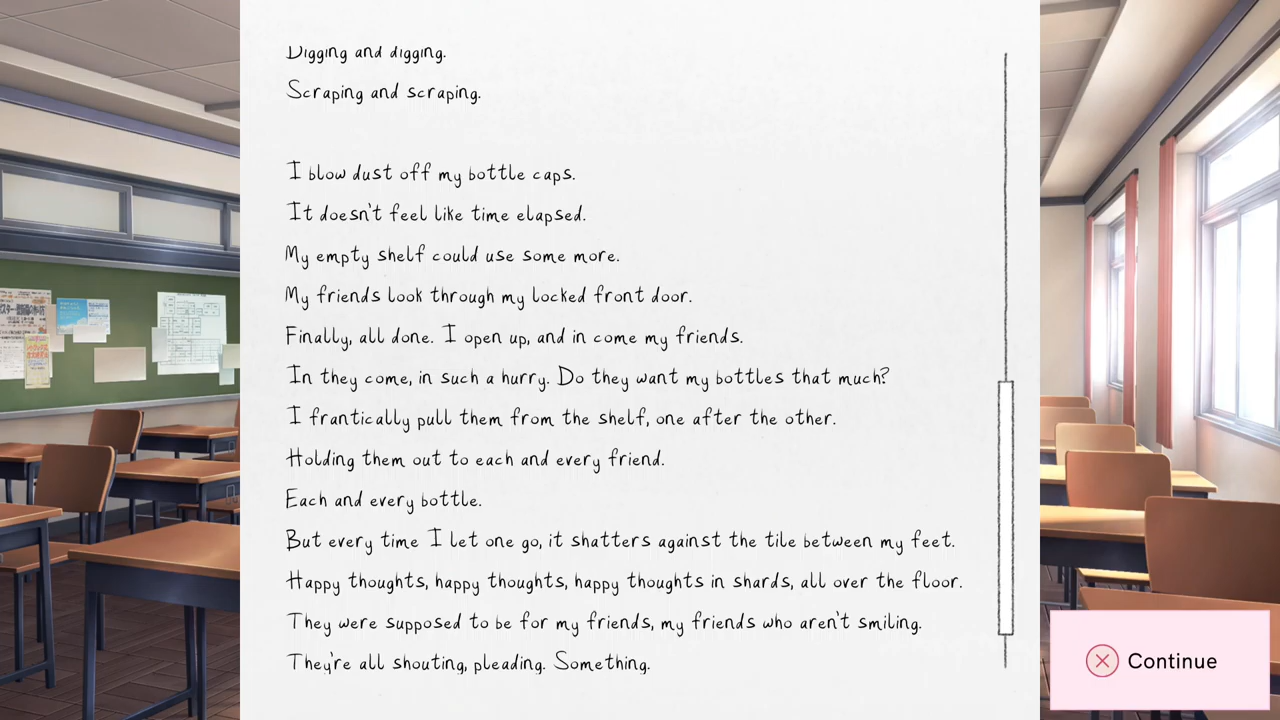 Digging and digging.
Scraping and scraping.
I blow dust off my bottle caps.
It doesn't feel like time elapsed.
My empty shelf could use some more.
My friends look through my locked front door.
Finally, all done. I open up, and in come my friends.
In they come, in such a hurry. Do they want my bottles that much?
I frantically pull them from the shelf, one after the other.
Holding them out to each and every friend.
Each and every bottle.
But every time I let one go, it shatters against the tile between my feet.
Happy thoughts, happy thoughts, happy thoughts in shards, all over the floor.
They were supposed to be for my friends, my friends who aren't smiling.
They're all shouting, pleading. Something.
Continue